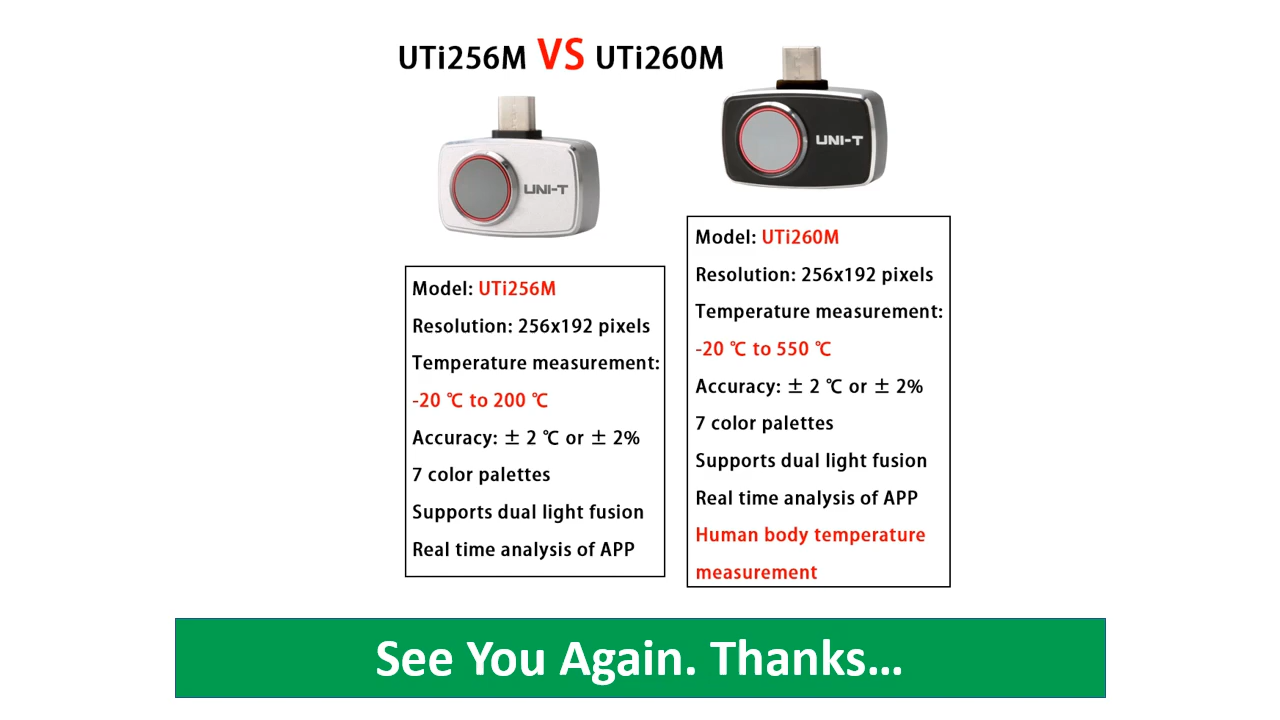 UTi256M VS UTi260M
UNI-T
UNI-T
Model: UTi256M
Resolution: 256x192 pixels
Temperature measurement:
-20 ℃ to 200 ℃
Accuracy: ± 2 ℃ or ± 2%
7 color palettes
Supports dual light fusion
Real time analysis of APP
Model: UTi260M
Resolution: 256x192 pixels
Temperature measurement:
-20 ℃ to 550 ℃
Accuracy: ± 2 ℃ or ± 2%
7 color palettes
Supports dual light fusion
Real time analysis of APP
Human body temperature
measurement
See You Again. Thanks...